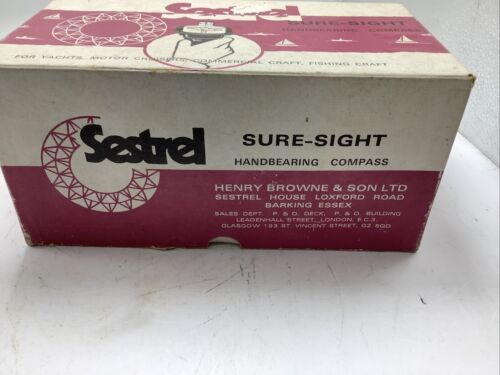 Sestrel
SURE-SIGHT
HANDBEARING COMPASS
FOR YACHTS, MOTOR CRUISERS, COMMERCIAL CRAFT, FISHING CRAFT
Sestrel
SURE-SIGHT
HANDBEARING COMPASS
HENRY BROWNE & SON LTD
SESTREL HOUSE LOXFORD ROAD
BARKING ESSEX
SALES DEPT. P. & O. DECK, P. & O. BUILDING
LEADENHALL STREET, LONDON, E.C.3
GLASGOW 193 ST. VINCENT STREET, G2 5QD